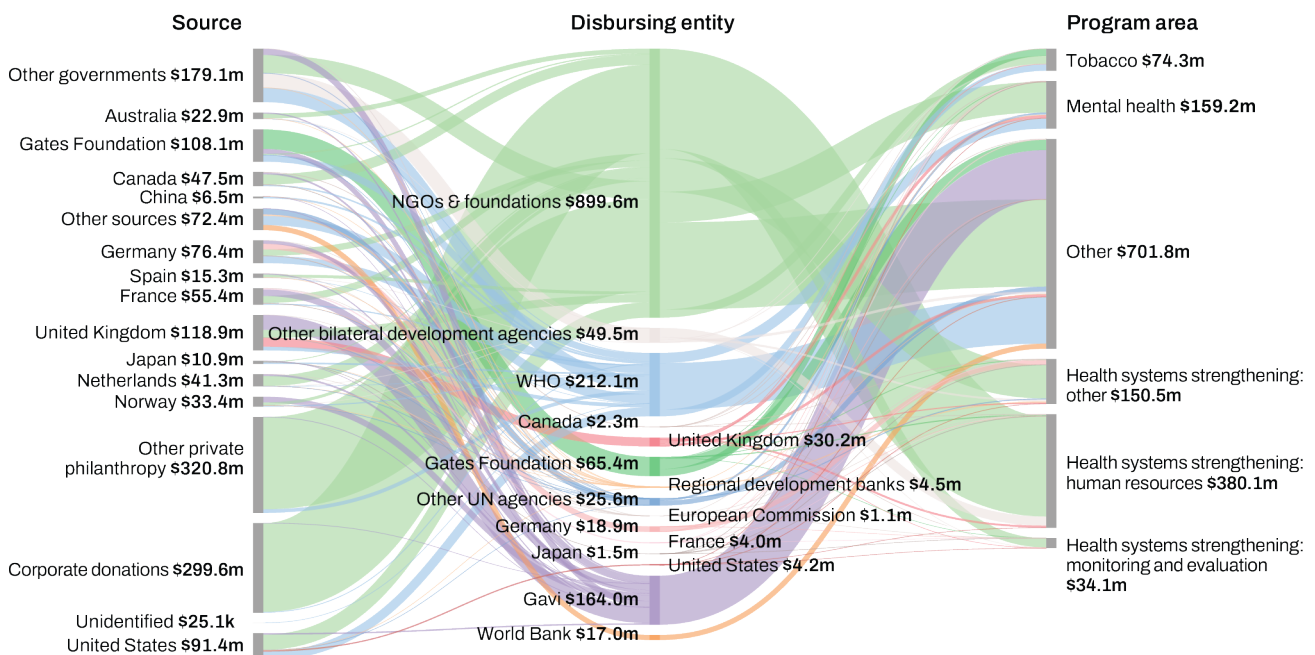 Source
Disbursing entity
Program area
Other governments $179.1m
Australia $22.9m
Gates Foundation $108.1m
Canada $47.5m
China $6.5m
Other sources $72.4m
Germany $76.4m
Spain $15.3m
France $55.4m
United Kingdom $118.9m
Japan $10.9m
Netherlands $41.3m
Norway $33.4m
Other private
philanthropy $320.8m
Corporate donations $299.6m
Unidentified $25.1k
United States $91.4m
NGOs & foundations $899.6m
Other bilateral development agencies $49.5m
WHO $212.1m
Canada $2.3m
United Kingdom $30.2m
Gates Foundation $65.4m
Regional development banks $4.5m
Other UN agencies $25.6m
European Commission $1.1m
Germany $18.9m
France $4.0m
Japan $1.5m
United States $4.2m
Gavi $164.0m
World Bank $17.0m
Tobacco $74.3m
Mental health $159.2m
Other $701.8m
Health systems strengthening:
other $150.5m
Health systems strengthening:
human resources $380.1m
Health systems strengthening:
monitoring and evaluation
$34.1m